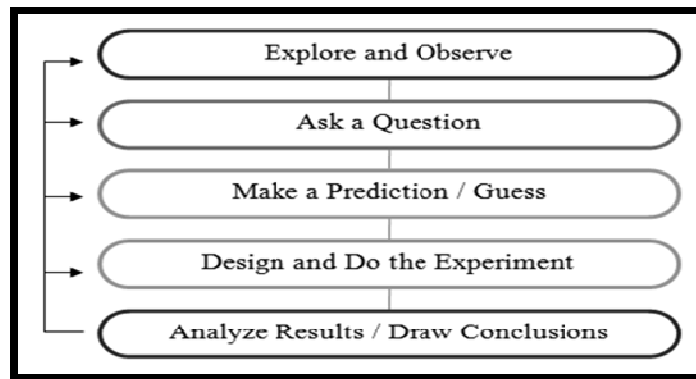 Explore and Observe
Ask a Question
Make a Prediction / Guess
Design and Do the Experiment
Analyze Results / Draw Conclusions